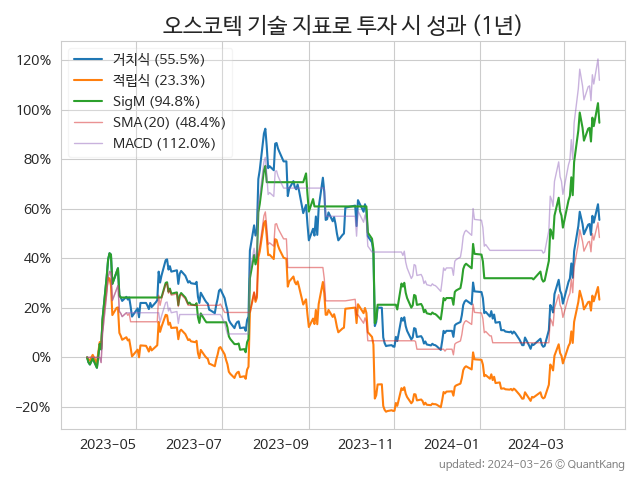 오스코텍 기술 지표로 투자 시 성과 (1년)
거치식 (55.5%)
적립식 (23.3%)
SigM (94.8%)
SMA(20) (48.4%)
MACD (112.0%)
120%
100%
80%
60%
40%
20%
0%
−20%
2023-05 2023-07 2023-09 2023-11 2024-01 2024-03
updated: 2024-03-26 © QuantKang